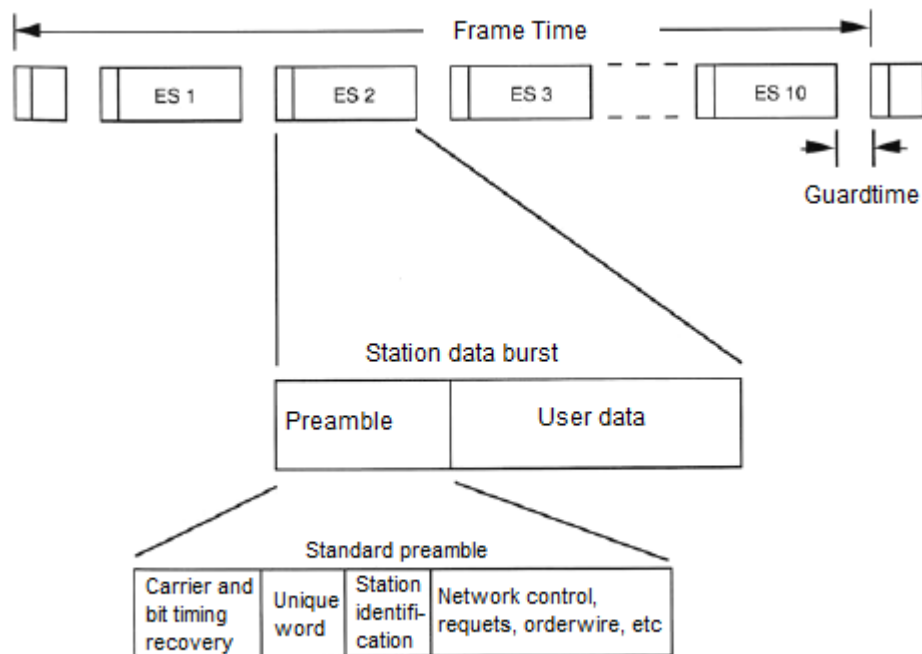 Frame Time
ES 1
ES 2
ES 3
ES 10
Guardtime
Station data burst
Preamble
User data
Standard preamble
Carrier and
bit timing
recovery
Unique
word
Station
identifi-
cation
Network control,
requets, orderwire, etc